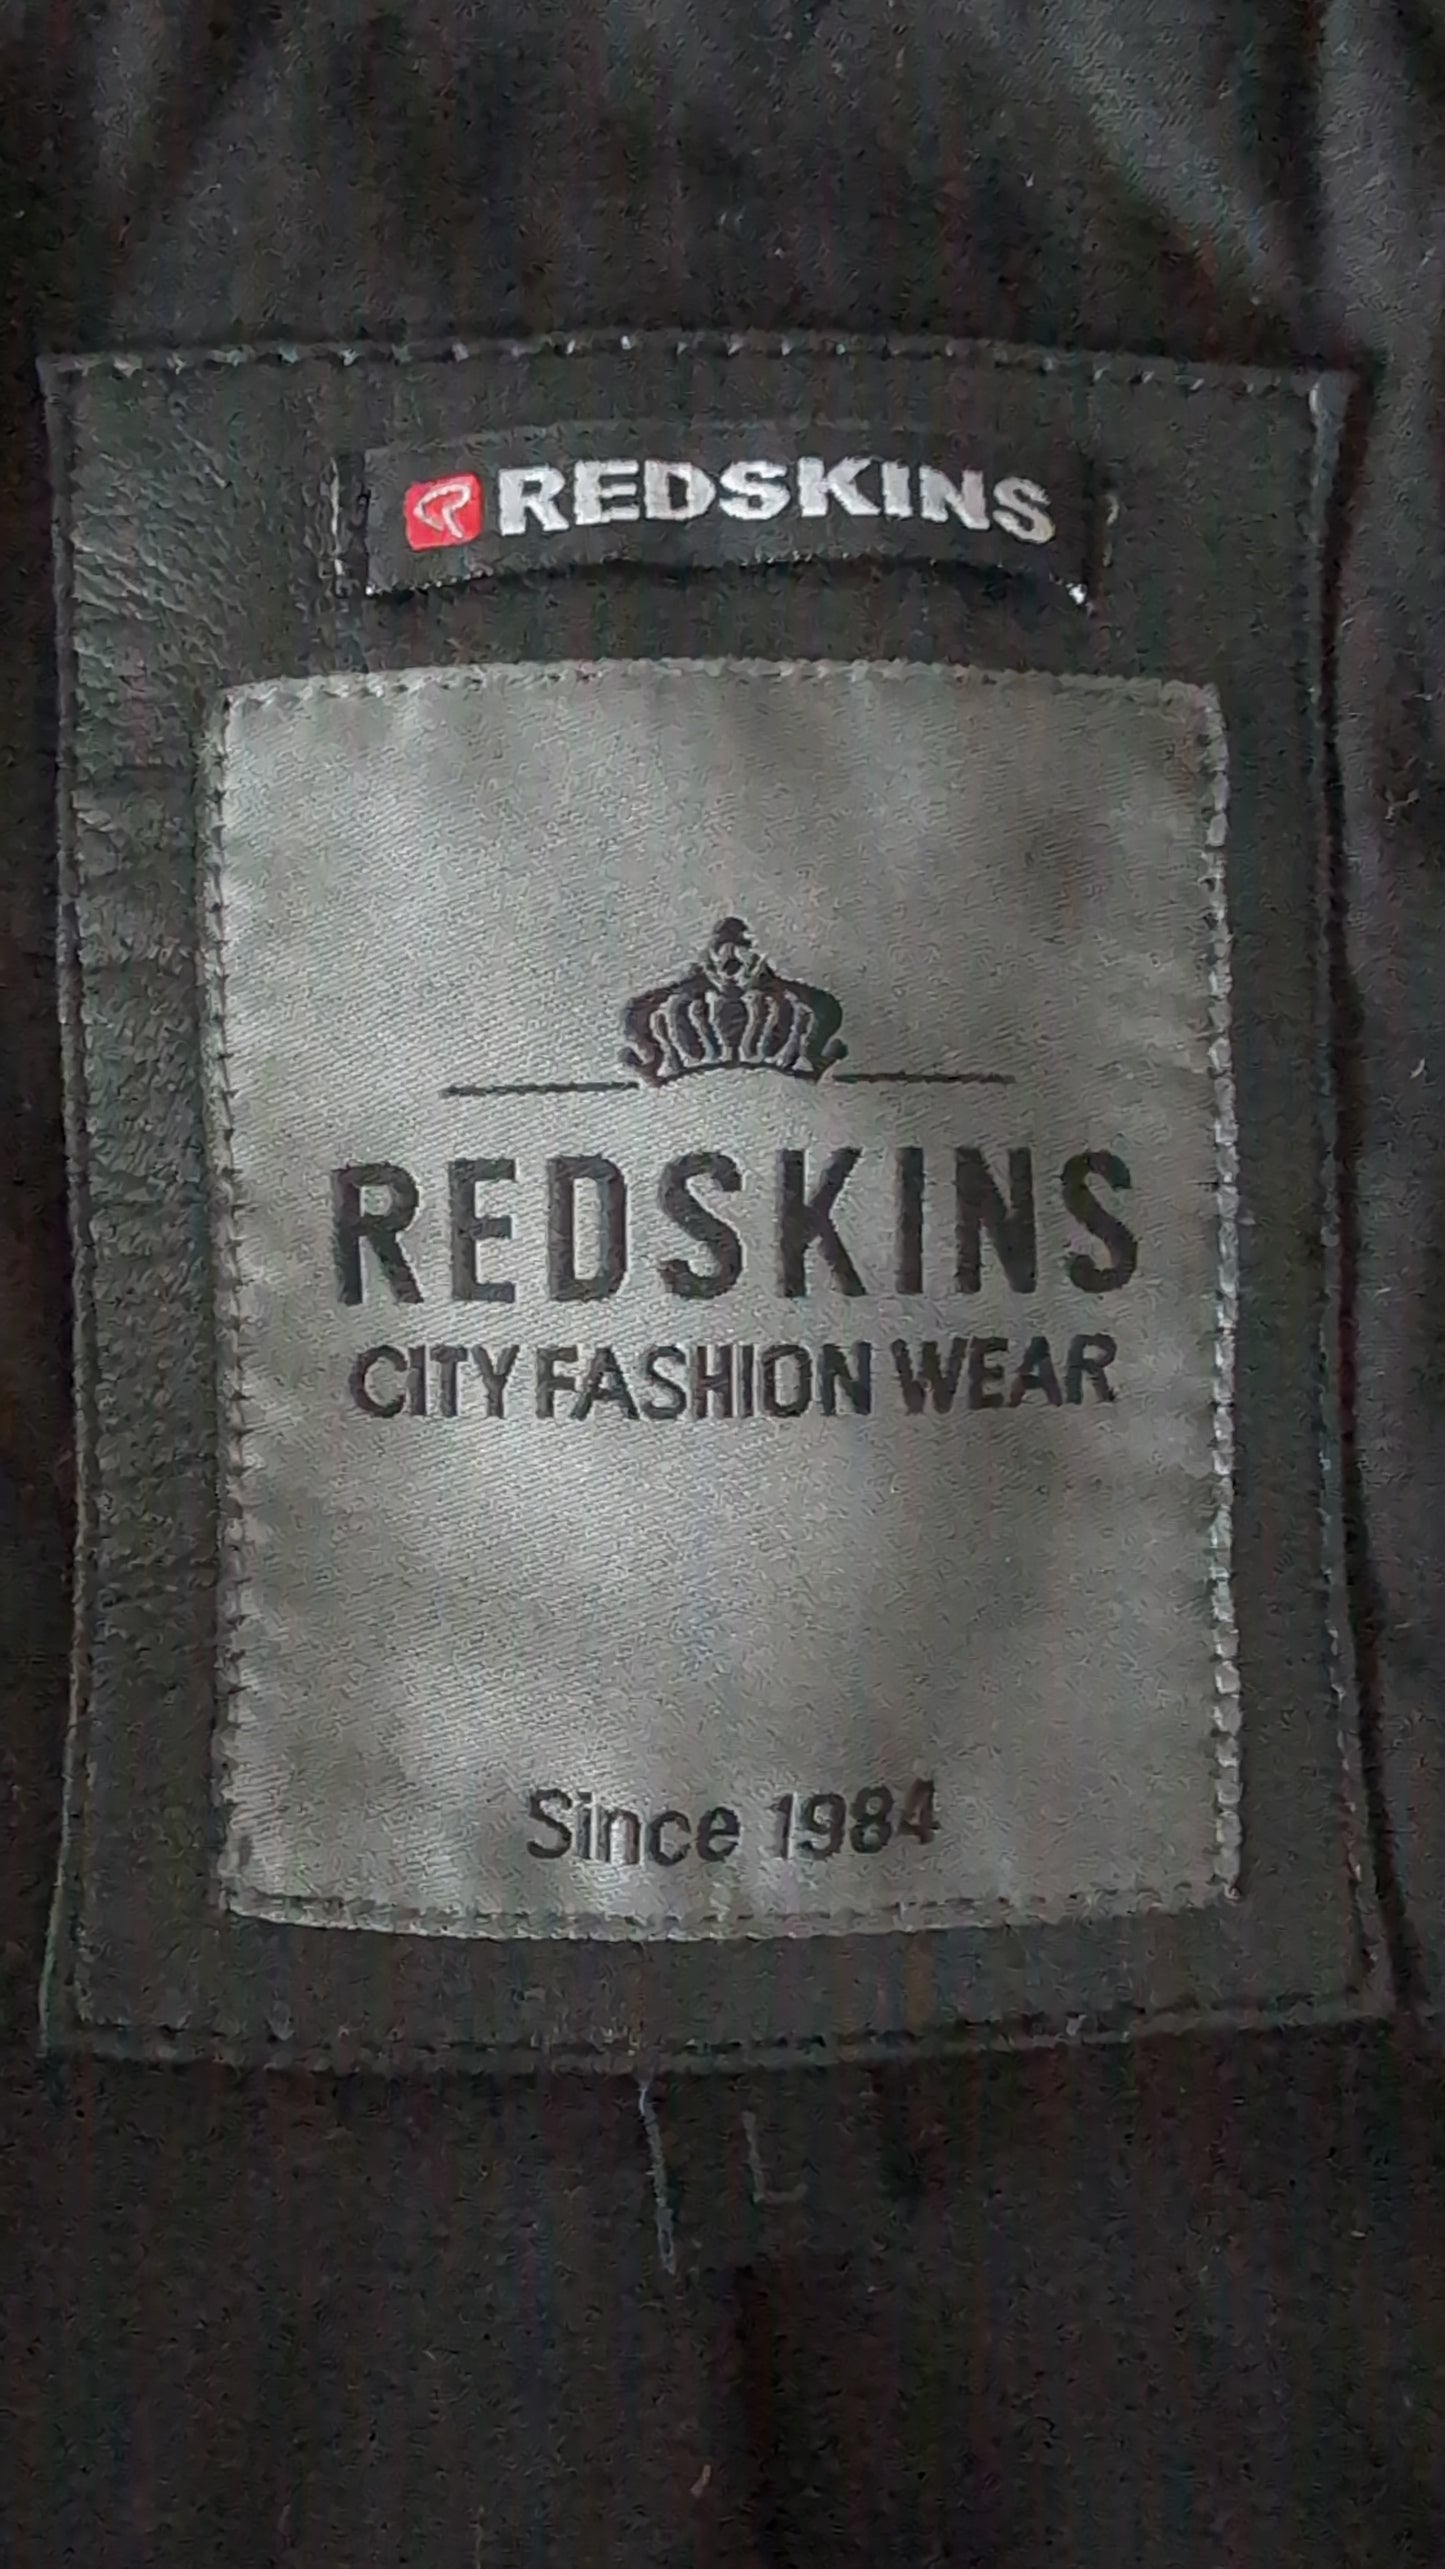 REDSKINS
REDSKINS
CITY FASHION WEAR
Since 1984
L